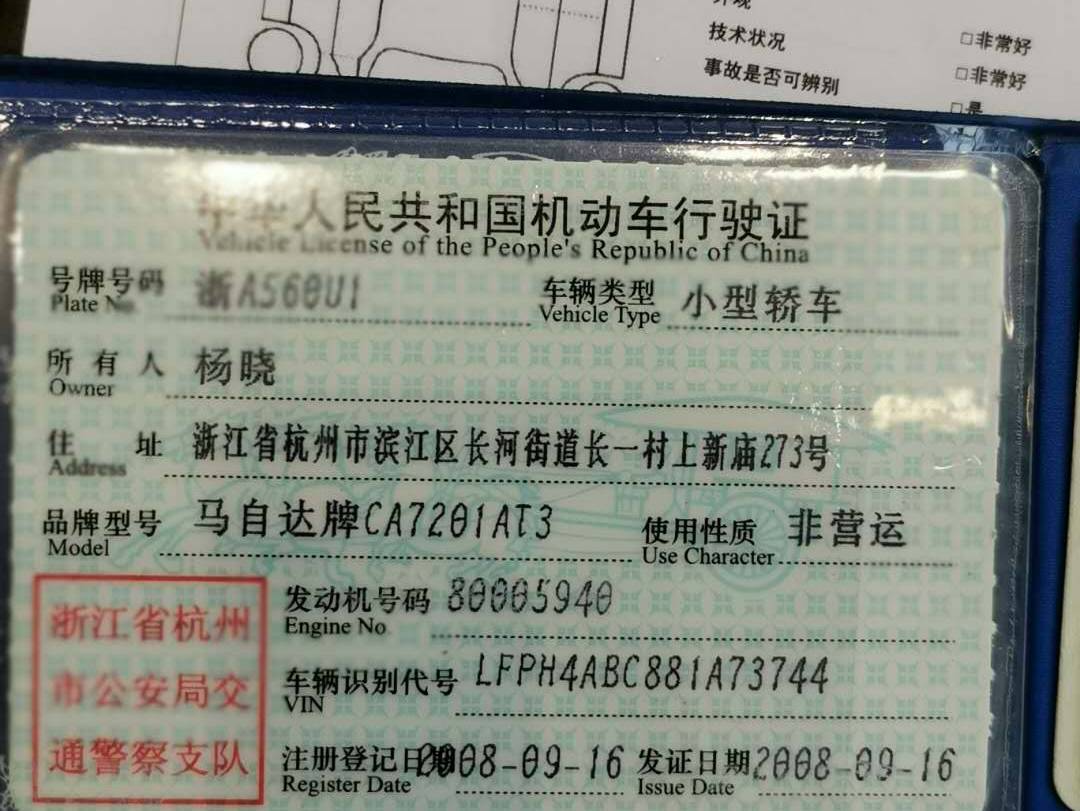 外观
技术状况 □非常好
事故是否可辨别 □非常好
□是
中华人民共和国机动车行驶证
Vehicle License of the People's Republic of China
号牌号码 浙A560U1 车辆类型 小型轿车
Plate No. Vehicle Type
所有人 杨晓
Owner
住址 浙江省杭州市滨江区长河街道长一村上新庙273号
Address
品牌型号 马自达牌CA7201AT3 使用性质 非营运
Model Use Character
浙江省杭州
市公安局交
通警察支队
发动机号码 80005940
Engine No
车辆识别代号 LFPH4ABC881A73744
VIN
注册登记日期 2008-09-16 发证日期 2008-09-16
Register Date Issue Date